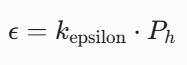 ϵ = k_epsilon · P_h